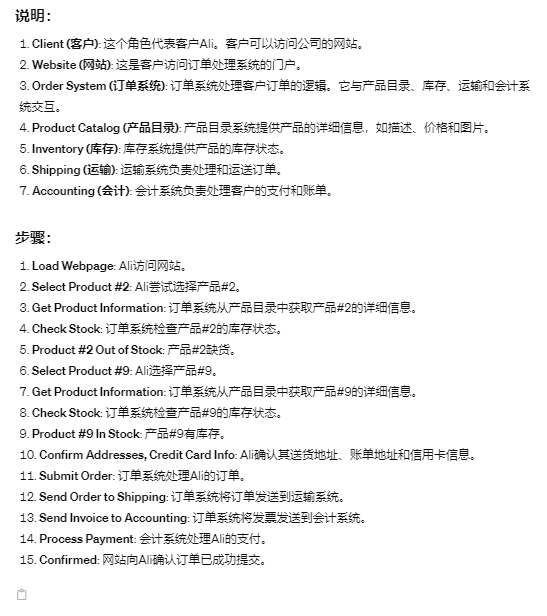 说明：
1. Client (客户): 这个角色代表客户Ali。客户可以访问公司的网站。
2. Website (网站): 这是客户访问订单处理系统的门户。
3. Order System (订单系统): 订单系统处理客户订单的逻辑。它与产品目录、库存、运输和会计系
统交互。
4. Product Catalog (产品目录): 产品目录系统提供产品的详细信息，如描述、价格和图片。
5. Inventory (库存): 库存系统提供产品的库存状态。
6. Shipping (运输): 运输系统负责处理和运送订单。
7. Accounting (会计): 会计系统负责处理客户的支付和账单。
步骤：
1. Load Webpage: Ali访问网站。
2. Select Product #2: Ali尝试选择产品#2。
3. Get Product Information: 订单系统从产品目录中获取产品#2的详细信息。
4. Check Stock: 订单系统检查产品#2的库存状态。
5. Product #2 Out of Stock: 产品#2缺货。
6. Select Product #9: Ali选择产品#9。
7. Get Product Information: 订单系统从产品目录中获取产品#9的详细信息。
8. Check Stock: 订单系统检查产品#9的库存状态。
9. Product #9 In Stock: 产品#9有库存。
10. Confirm Addresses, Credit Card Info: Ali确认其送货地址、账单地址和信用卡信息。
11. Submit Order: 订单系统处理Ali的订单。
12. Send Order to Shipping: 订单系统将订单发送到运输系统。
13. Send Invoice to Accounting: 订单系统将发票发送到会计系统。
14. Process Payment: 会计系统处理Ali的支付。
15. Confirmed: 网站向Ali确认订单已成功提交。